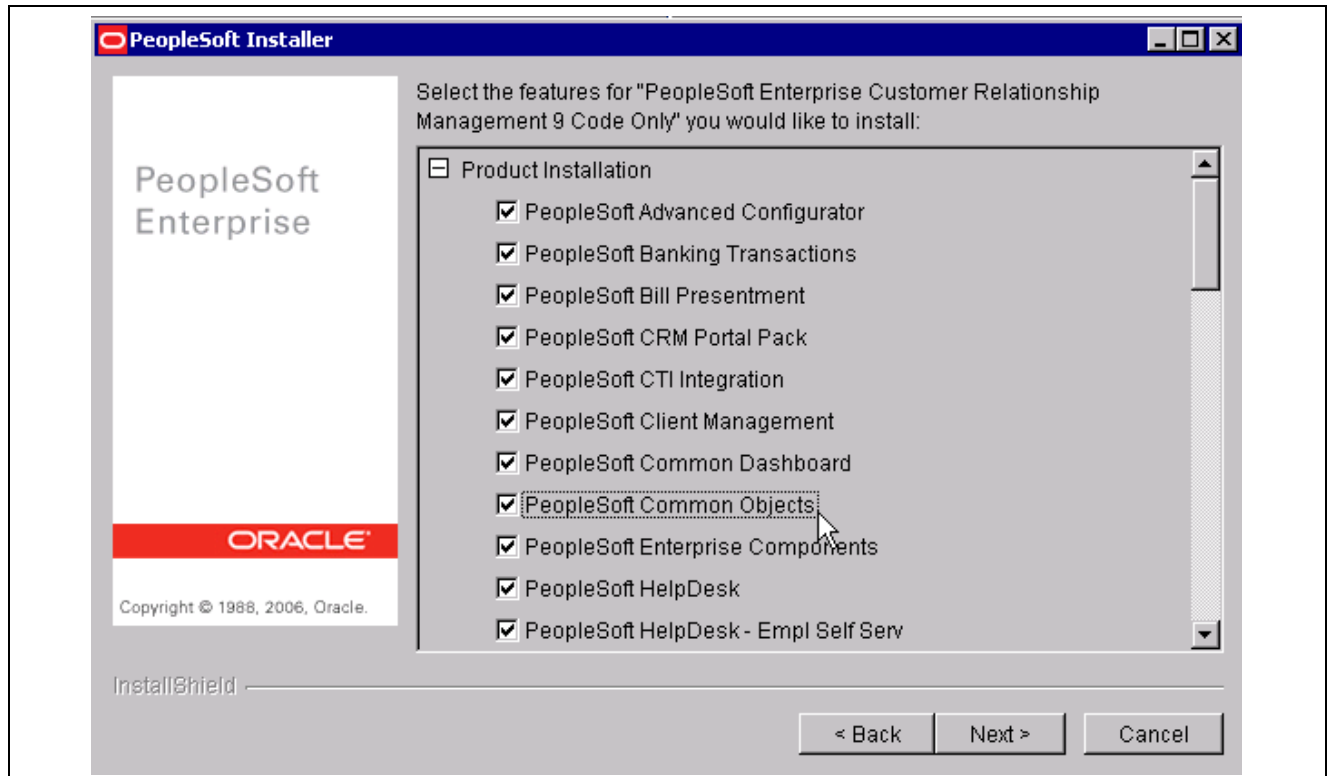 PeopleSoft Installer
Select the features for "PeopleSoft Enterprise Customer Relationship
Management 9 Code Only" you would like to install:
PeopleSoft
Enterprise
Product Installation
PeopleSoft Advanced Configurator
PeopleSoft Banking Transactions
PeopleSoft Bill Presentment
PeopleSoft CRM Portal Pack
PeopleSoft CTI Integration
PeopleSoft Client Management
PeopleSoft Common Dashboard
PeopleSoft Common Objects
PeopleSoft Enterprise Components
PeopleSoft HelpDesk
PeopleSoft HelpDesk - Empl Self Serv
ORACLE
Copyright © 1988, 2006, Oracle.
InstallShield
< Back
Next >
Cancel